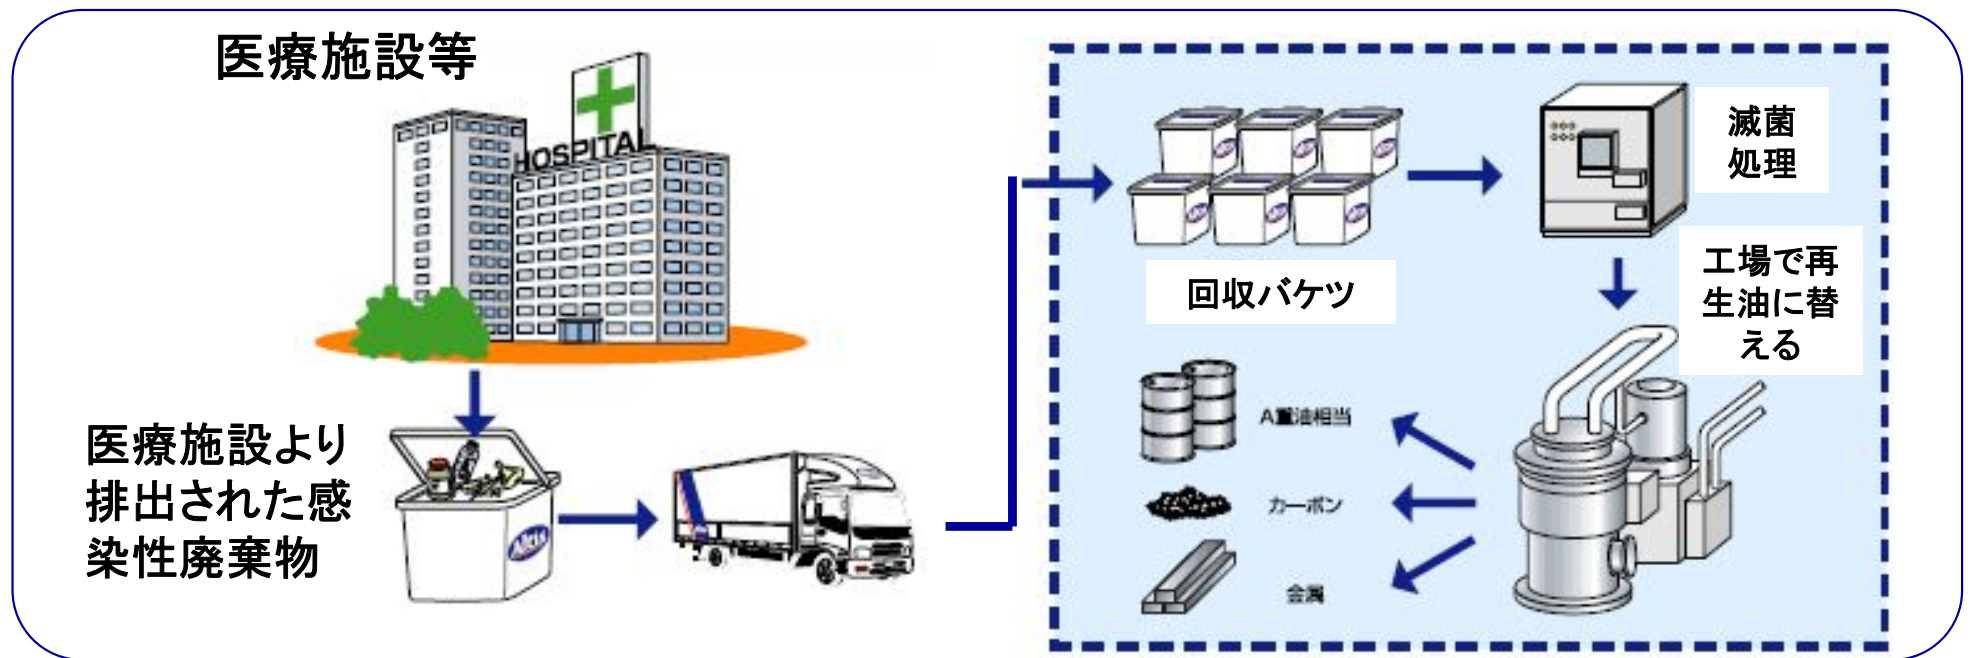 医療施設等
HOSPITAL
医療施設より
排出された感
染性廃棄物
回収バケツ
滅菌
処理
工場で再
生油に替
える
A重油相当
カーボン
金属